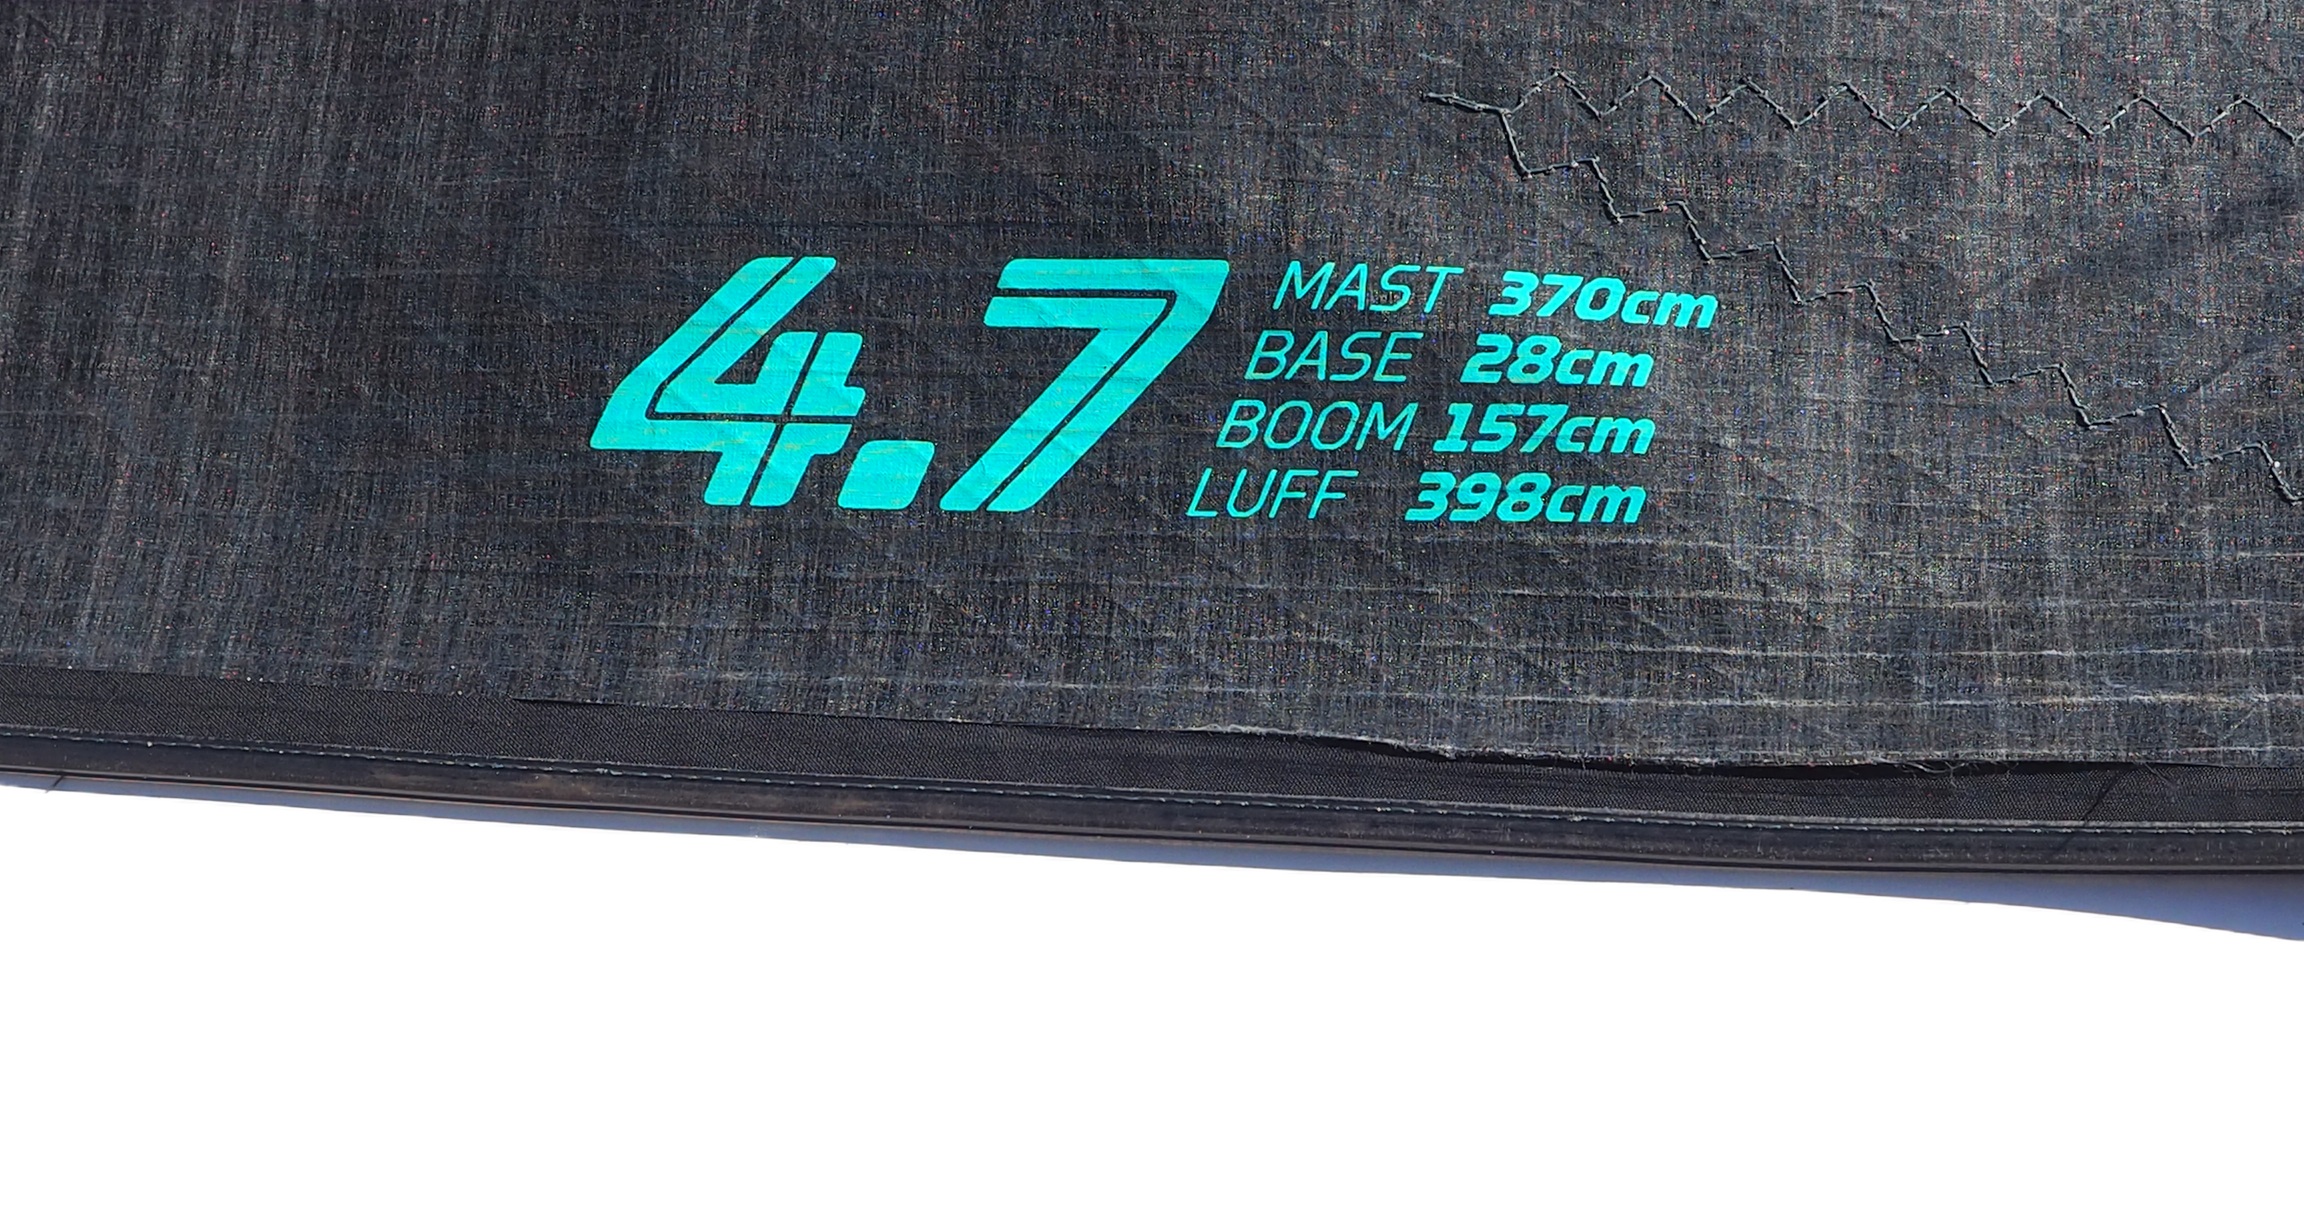 4.7
MAST 370cm
BASE 28cm
BOOM 157cm
LUFF 398cm